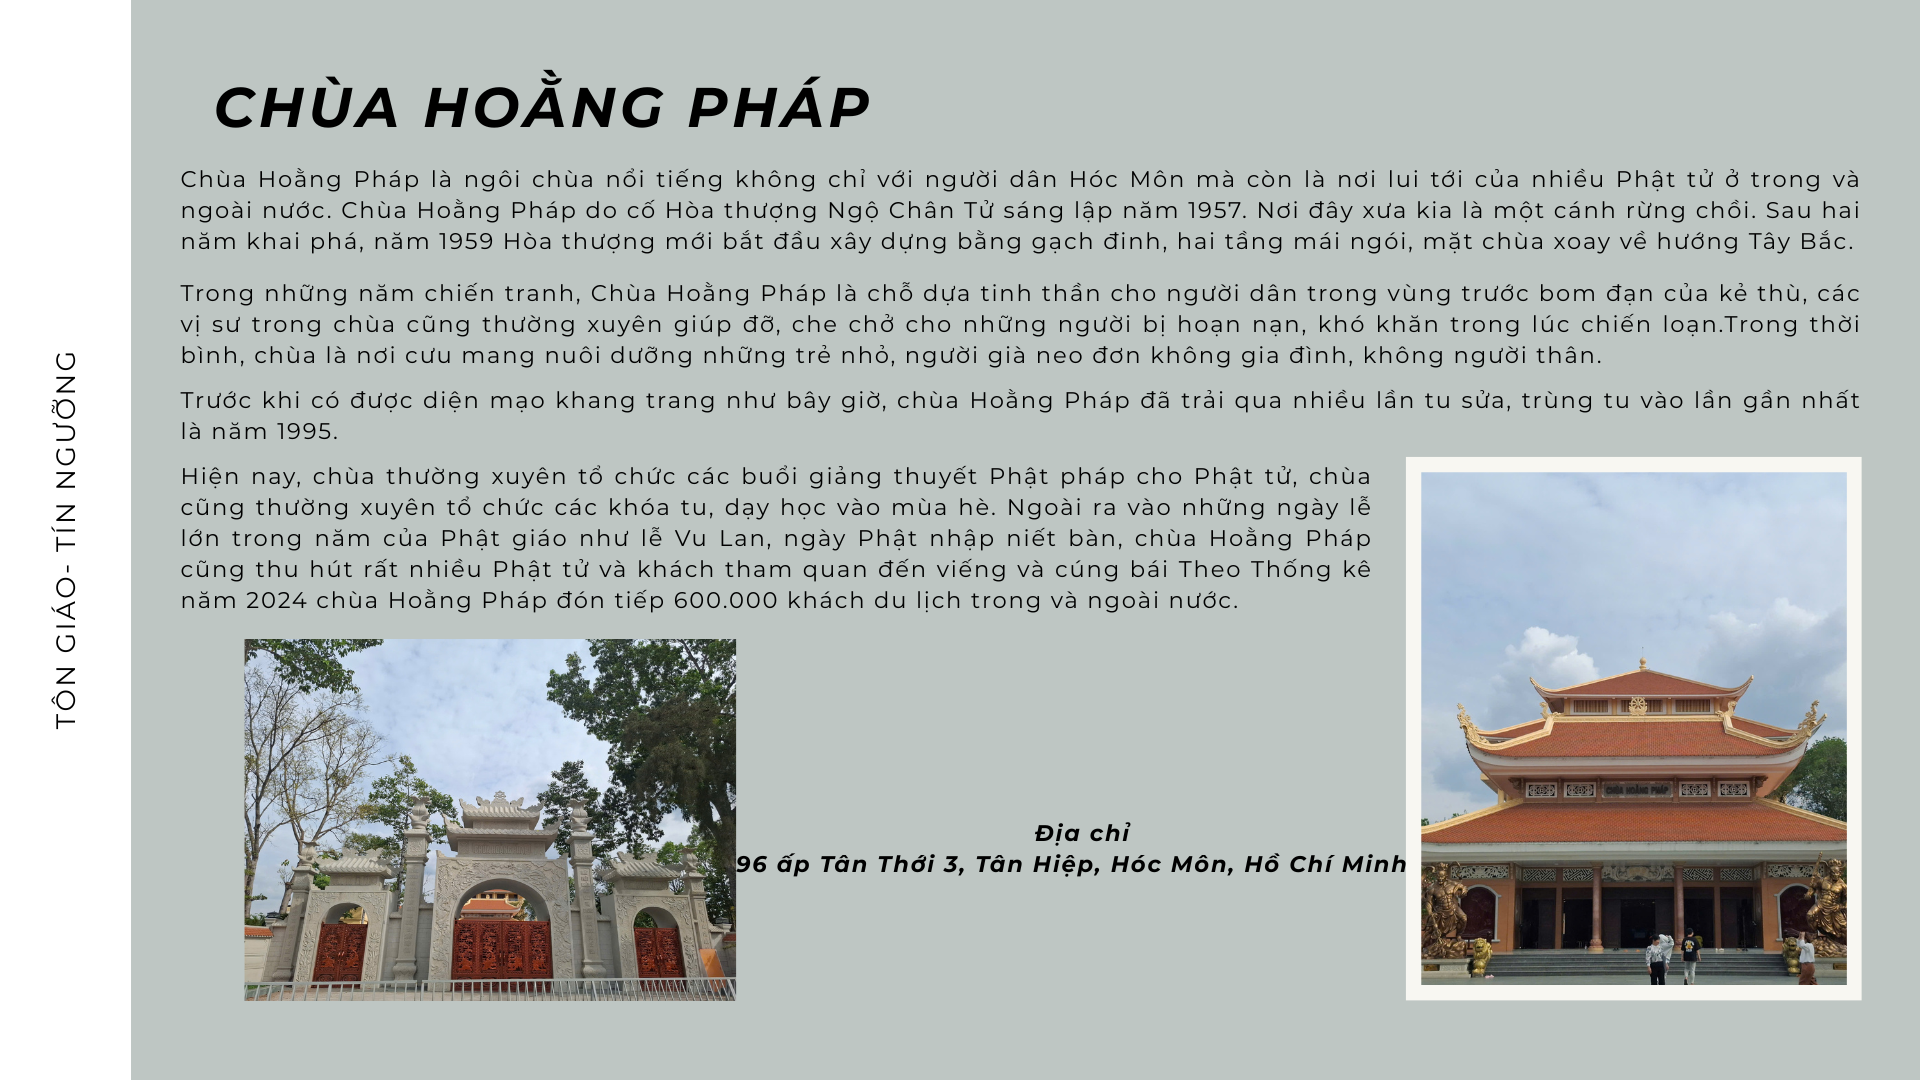 TÔN GIÁO- TÍN NGƯỠNG
CHÙA HOẰNG PHÁP
Chùa Hoằng Pháp là ngôi chùa nổi tiếng không chỉ với người dân Hóc Môn mà còn là nơi lui tới của nhiều Phật tử ở trong và
ngoài nước. Chùa Hoằng Pháp do cố Hòa thượng Ngộ Chân Tử sáng lập năm 1957. Nơi đây xưa kia là một cánh rừng chồi. Sau hai
năm khai phá, năm 1959 Hòa thượng mới bắt đầu xây dựng bằng gạch đinh, hai tầng mái ngói, mặt chùa xoay về hướng Tây Bắc.
Trong những năm chiến tranh, Chùa Hoằng Pháp là chỗ dựa tinh thần cho người dân trong vùng trước bom đạn của kẻ thù, các
vị sư trong chùa cũng thường xuyên giúp đỡ, che chở cho những người bị hoạn nạn, khó khăn trong lúc chiến loạn.Trong thời
bình, chùa là nơi cưu mang nuôi dưỡng những trẻ nhỏ, người già neo đơn không gia đình, không người thân.
Trước khi có được diện mạo khang trang như bây giờ, chùa Hoằng Pháp đã trải qua nhiều lần tu sửa, trùng tu vào lần gần nhất
là năm 1995.
Hiện nay, chùa thường xuyên tổ chức các buổi giảng thuyết Phật pháp cho Phật tử, chùa
cũng thường xuyên tổ chức các khóa tu, dạy học vào mùa hè. Ngoài ra vào những ngày lễ
lớn trong năm của Phật giáo như lễ Vu Lan, ngày Phật nhập niết bàn, chùa Hoằng Pháp
cũng thu hút rất nhiều Phật tử và khách tham quan đến viếng và cúng bái Theo Thống kê
năm 2024 chùa Hoằng Pháp đón tiếp 600.000 khách du lịch trong và ngoài nước.
Địa chỉ
96 ấp Tân Thới 3, Tân Hiệp, Hóc Môn, Hồ Chí Minh
CHÙA HOẰNG PHÁP